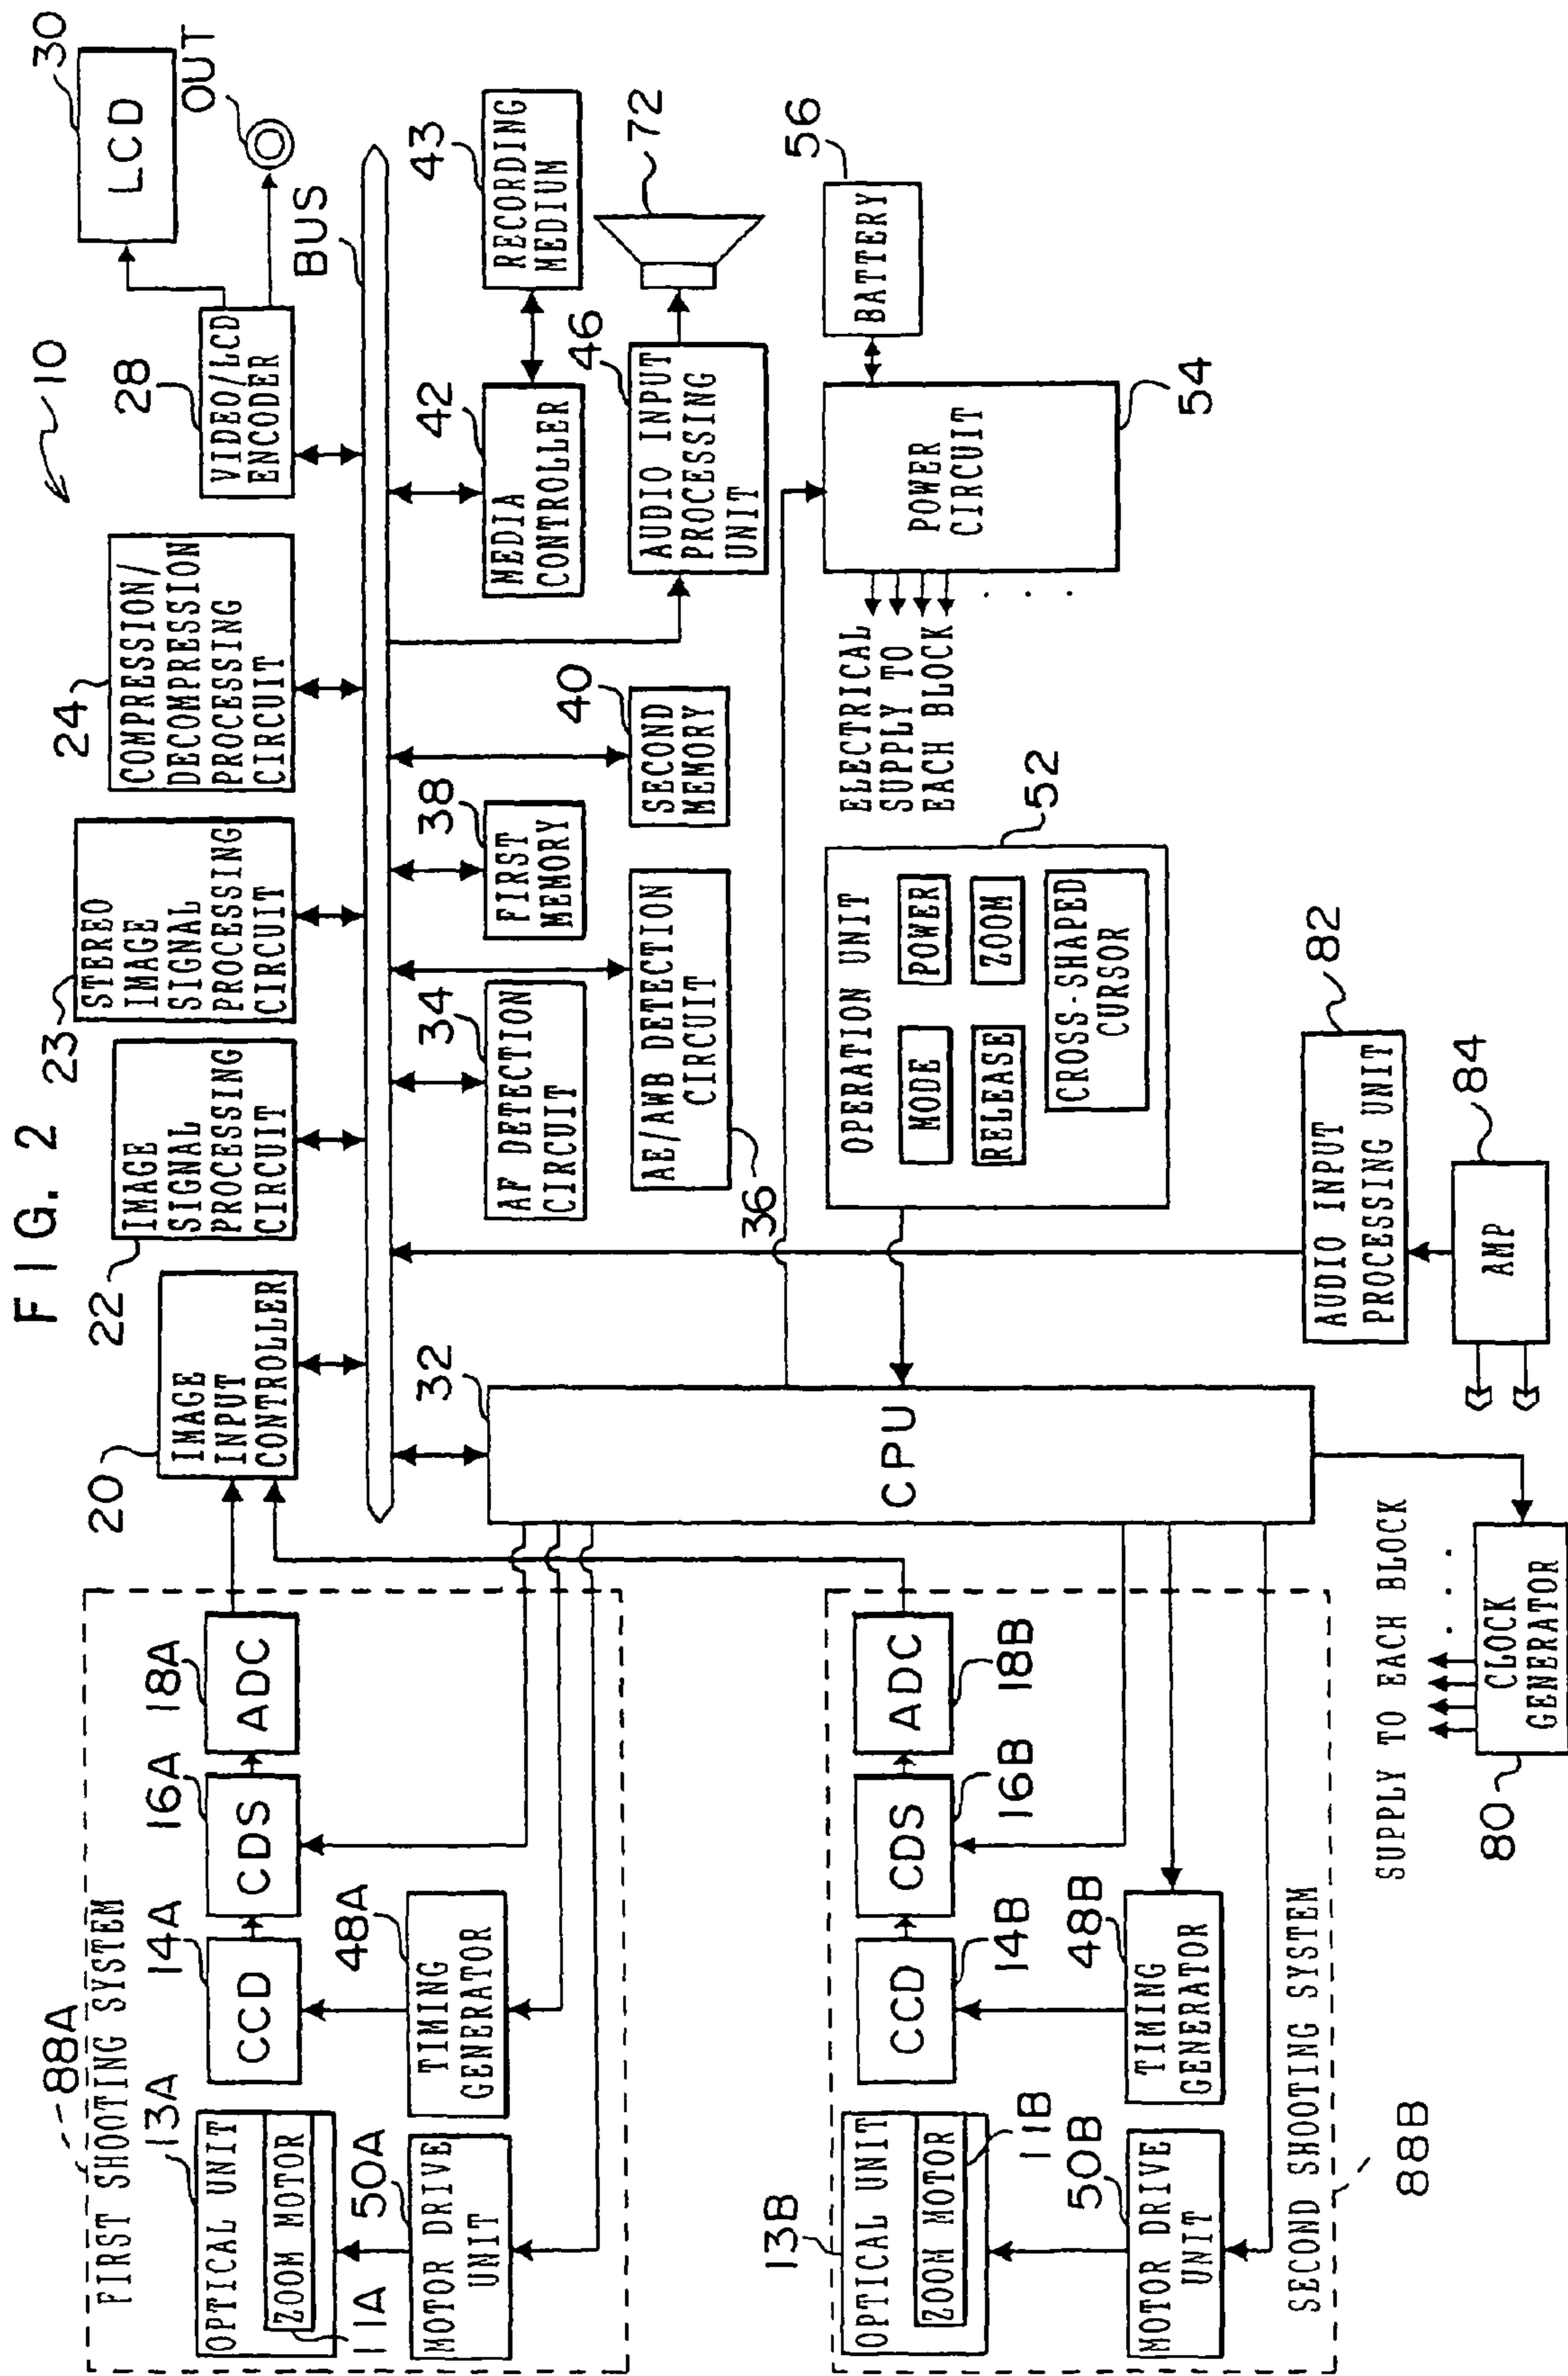 FIG. 2
10
88A
FIRST SHOOTING SYSTEM
13A
OPTICAL UNIT
ZOOM MOTOR
11A
14A
CCD
16A
CDS
18A
ADC
50A
MOTOR DRIVE
UNIT
48A
TIMING
GENERATOR
20
IMAGE
INPUT
CONTROLLER
22
IMAGE
SIGNAL
PROCESSING
CIRCUIT
23
STEREO
IMAGE
SIGNAL
PROCESSING
CIRCUIT
24
COMPRESSION/
DECOMPRESSION
PROCESSING
CIRCUIT
28
VIDEO/LCD
ENCODER
30
LCD
OUT
BUS
32
CPU
34
AF DETECTION
CIRCUIT
36
AE/AWB DETECTION
CIRCUIT
38
FIRST
MEMORY
40
SECOND
MEMORY
42
MEDIA
CONTROLLER
43
RECORDING
MEDIUM
46
AUDIO INPUT
PROCESSING
UNIT
72
13B
OPTICAL UNIT
ZOOM MOTOR
11B
CCD
14B
CDS
16B
ADC
18B
50B
MOTOR DRIVE
UNIT
48B
TIMING
GENERATOR
SECOND SHOOTING SYSTEM
88B
52
OPERATION UNIT
MODE
POWER
RELEASE
ZOOM
CROSS-SHAPED
CURSOR
ELECTRICAL
SUPPLY TO
EACH BLOCK
. . .
POWER
CIRCUIT
54
BATTERY
56
AUDIO INPUT
PROCESSING UNIT
82
AMP
84
SUPPLY TO EACH BLOCK
. . . .
CLOCK
GENERATOR
80